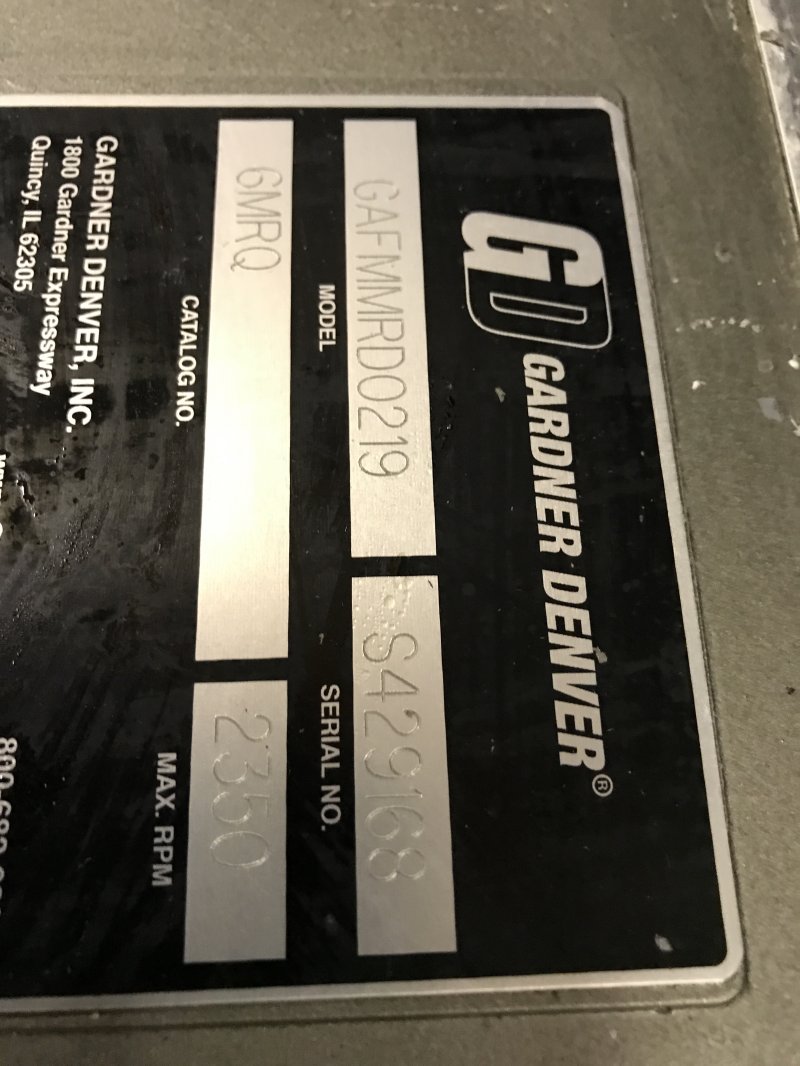 GD GARDNER DENVER®
GAFMMRD0219 S429168
MODEL SERIAL NO.
6MRQ 2350
CATALOG NO. MAX. RPM
GARDNER DENVER, INC.
1800 Gardner Expressway
Quincy, IL 62305